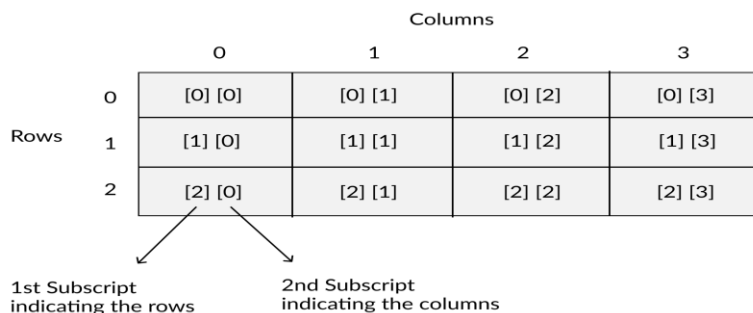 Columns
0 1 2 3
0 [0] [0] [0] [1] [0] [2] [0] [3]
Rows 1 [1] [0] [1] [1] [1] [2] [1] [3]
2 [2] [0] [2] [1] [2] [2] [2] [3]
1st Subscript
indicating the rows
2nd Subscript
indicating the columns